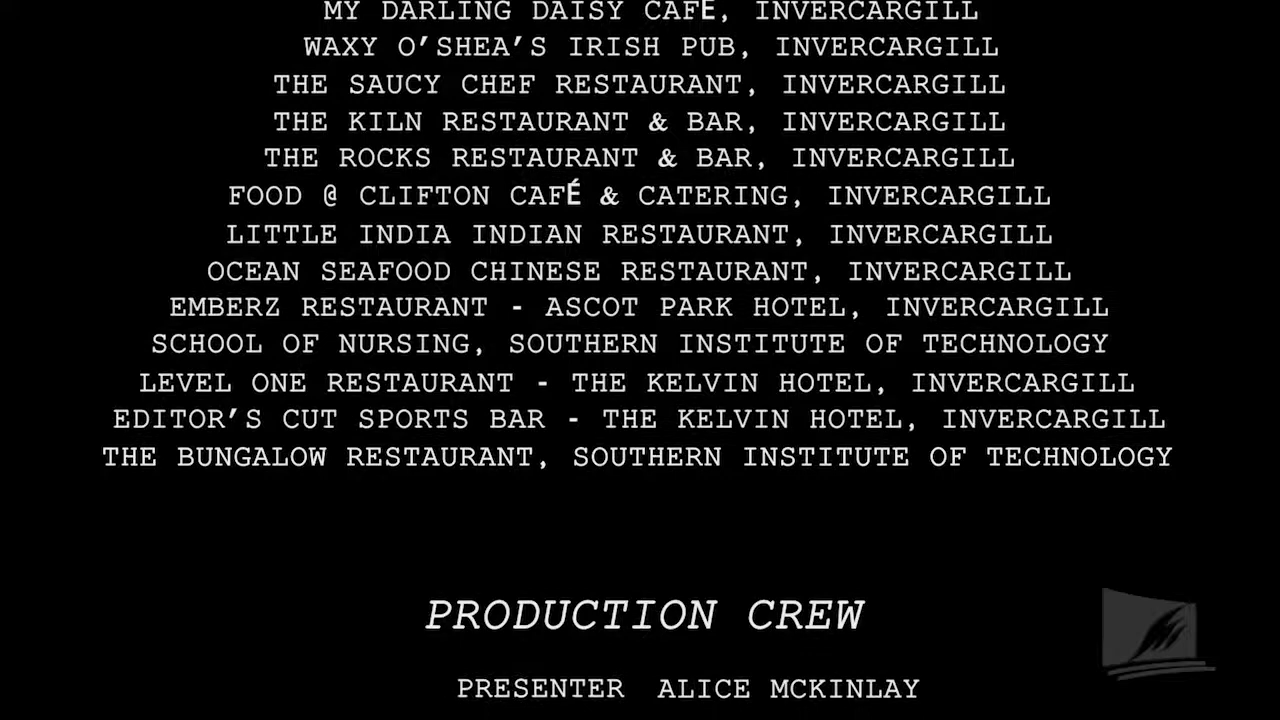 MY DARLING DAISY CAFÉ, INVERCARGILL
WAXY O’SHEA’S IRISH PUB, INVERCARGILL
THE SAUCY CHEF RESTAURANT, INVERCARGILL
THE KILN RESTAURANT & BAR, INVERCARGILL
THE ROCKS RESTAURANT & BAR, INVERCARGILL
FOOD @ CLIFTON CAFÉ & CATERING, INVERCARGILL
LITTLE INDIA INDIAN RESTAURANT, INVERCARGILL
OCEAN SEAFOOD CHINESE RESTAURANT, INVERCARGILL
EMBERZ RESTAURANT - ASCOT PARK HOTEL, INVERCARGILL
SCHOOL OF NURSING, SOUTHERN INSTITUTE OF TECHNOLOGY
LEVEL ONE RESTAURANT - THE KELVIN HOTEL, INVERCARGILL
EDITOR’S CUT SPORTS BAR - THE KELVIN HOTEL, INVERCARGILL
THE BUNGALOW RESTAURANT, SOUTHERN INSTITUTE OF TECHNOLOGY
PRODUCTION CREW
PRESENTER ALICE MCKINLAY